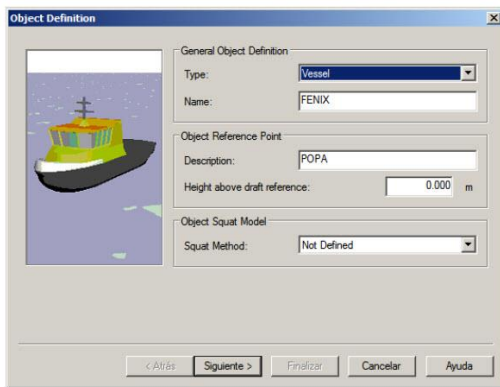 Object Definition
General Object Definition
Type: Vessel
Name: FENIX
Object Reference Point
Description: POPA
Height above draft reference: 0.000 m
Object Squat Model
Squat Method: Not Defined
< Atrás Siguiente > Finalizar Cancelar Ayuda